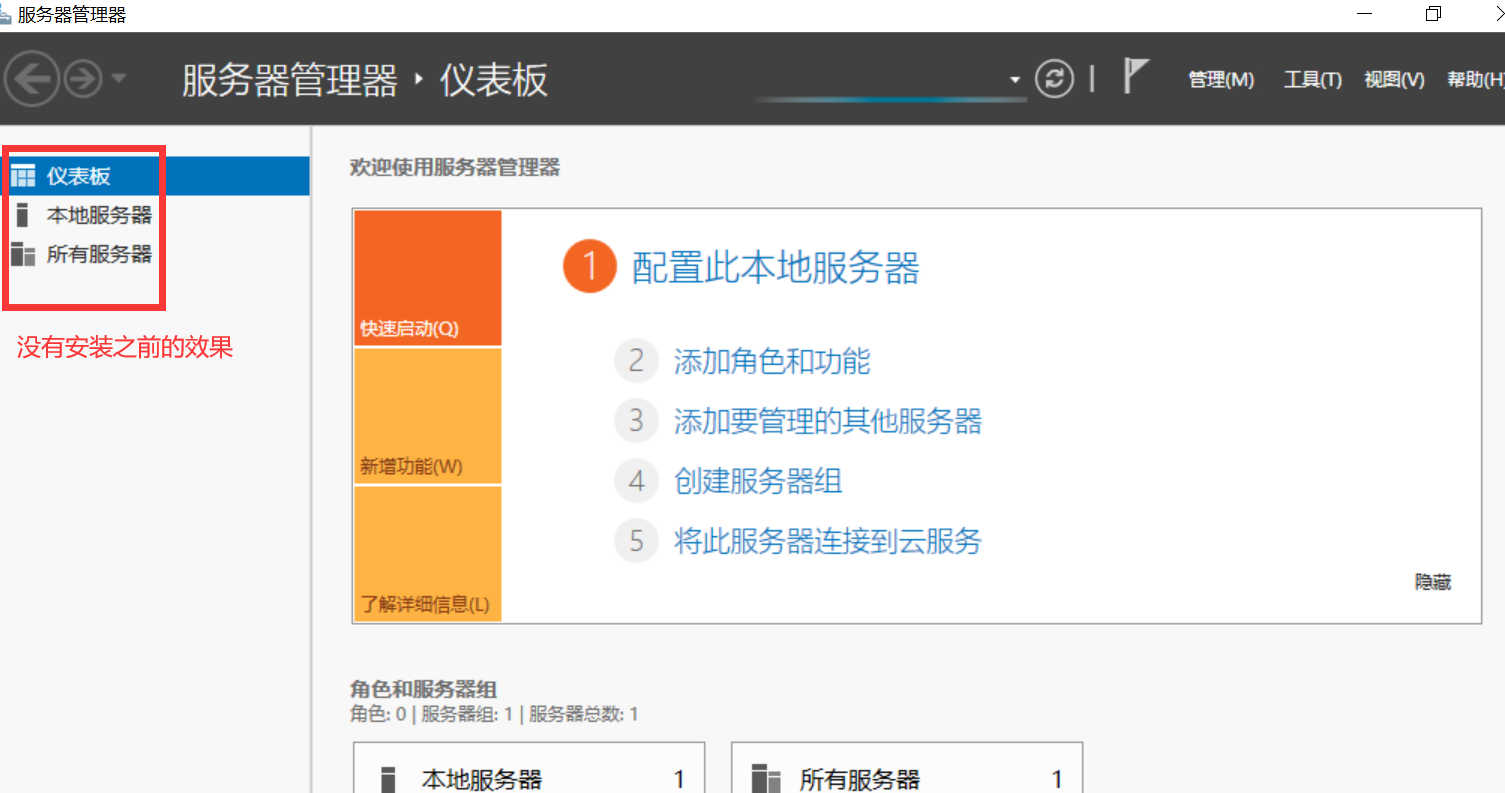 服务器管理器
服务器管理器 ‣ 仪表板
管理(M) 工具(T) 视图(V) 帮助(H)
仪表板
本地服务器
所有服务器
没有安装之前的效果
欢迎使用服务器管理器
快速启动(Q)
新增功能(W)
了解详细信息(L)
1 配置此本地服务器
2 添加角色和功能
3 添加要管理的其他服务器
4 创建服务器组
5 将此服务器连接到云服务
隐藏
角色和服务器组
角色: 0 | 服务器组: 1 | 服务器总数: 1
本地服务器 1
所有服务器 1